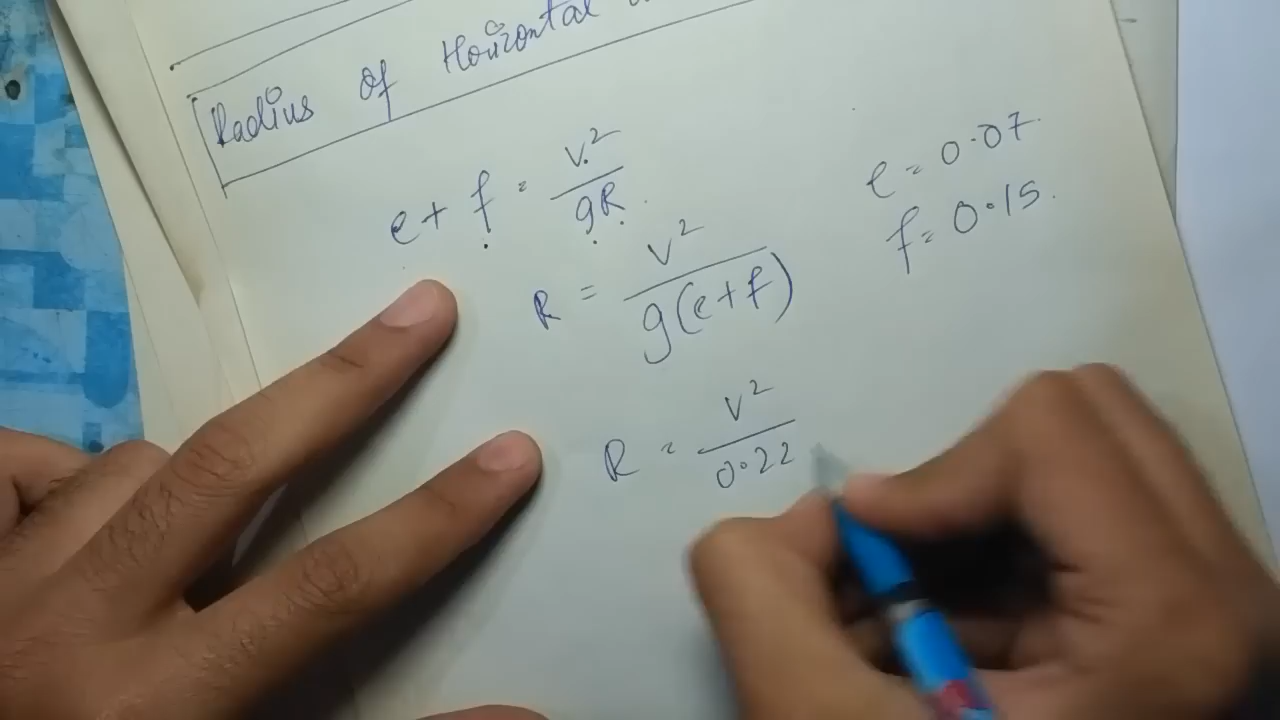 Radius of Horizontal
e + f = v²/gR
R = v²/g(e+f)
R = v²/0.22
e = 0.07
f = 0.15